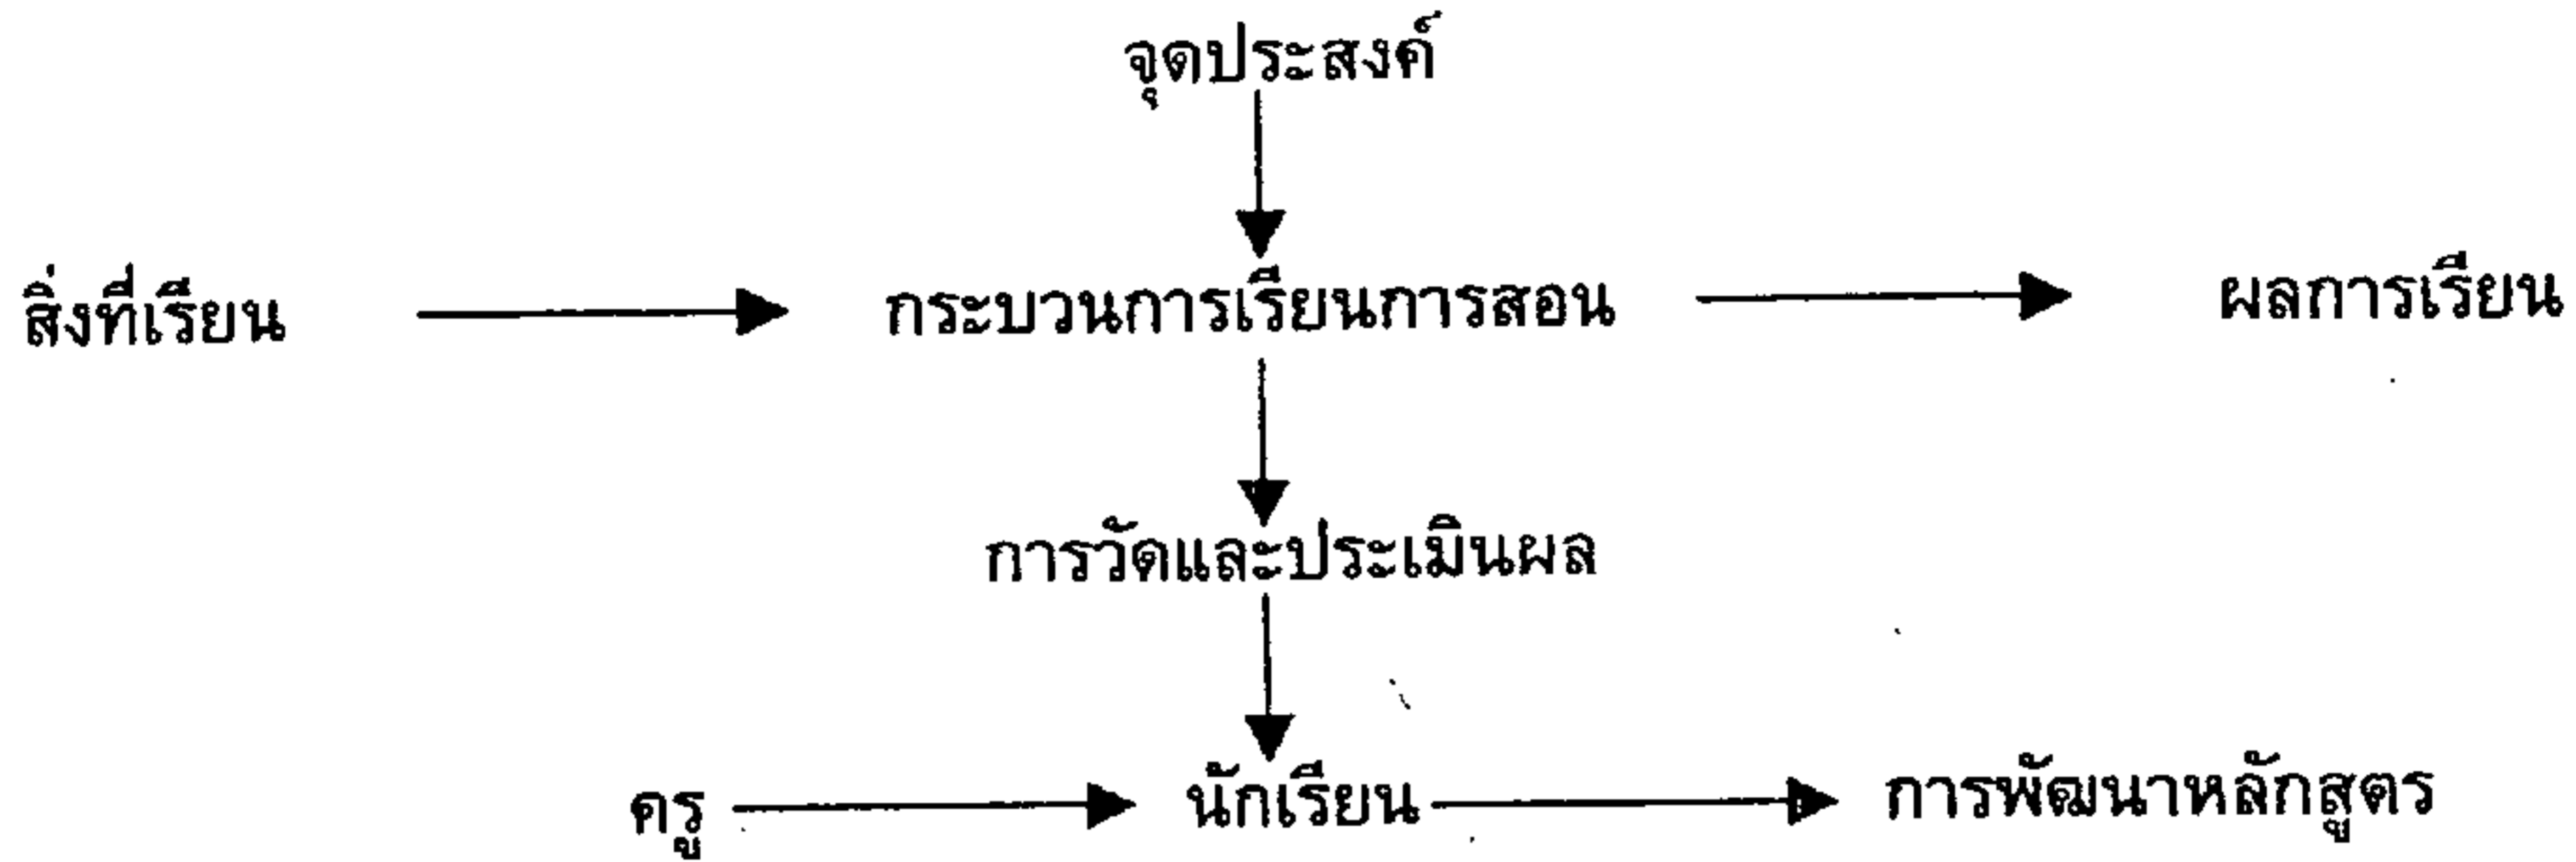 จุดประสงค์
สิ่งที่เรียน กระบวนการเรียนการสอน ผลการเรียน
การวัดและประเมินผล
ครู นักเรียน การพัฒนาหลักสูตร